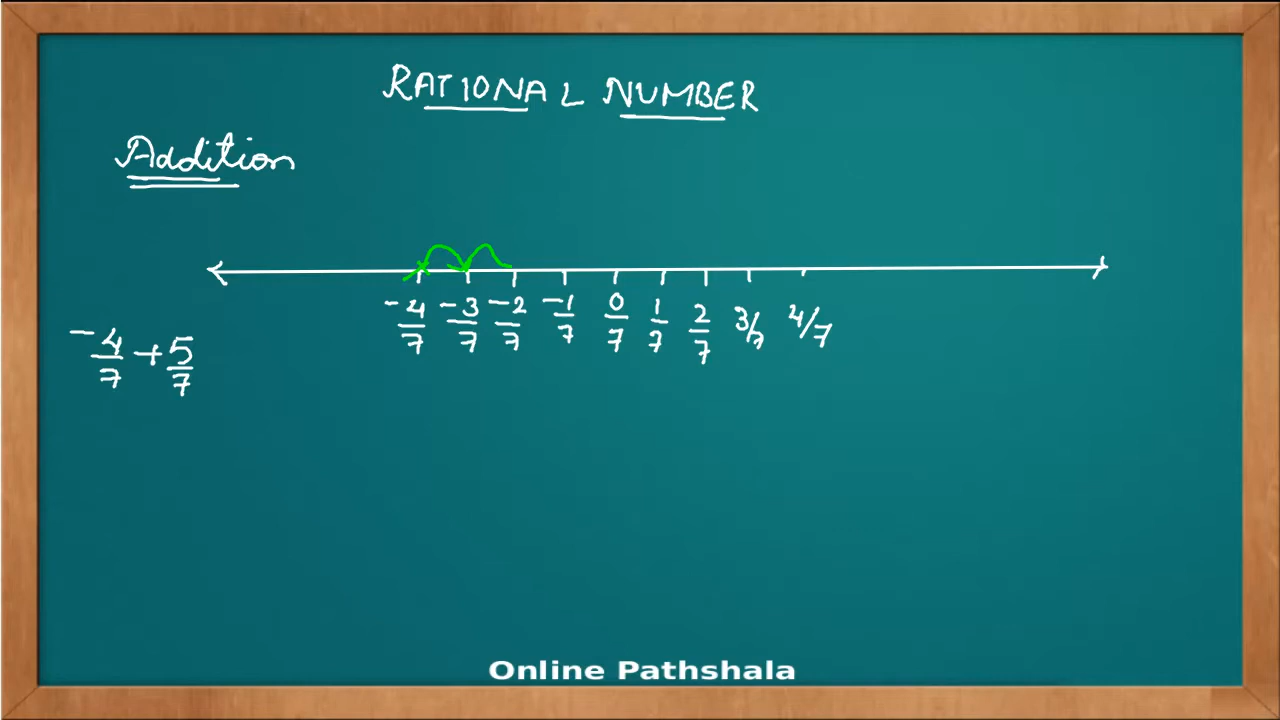 RATIONAL NUMBER
Addition
-4/7 -3/7 -2/7 -1/7 0/7 1/7 2/7 3/7 4/7
-4/7 + 5/7
Online Pathshala